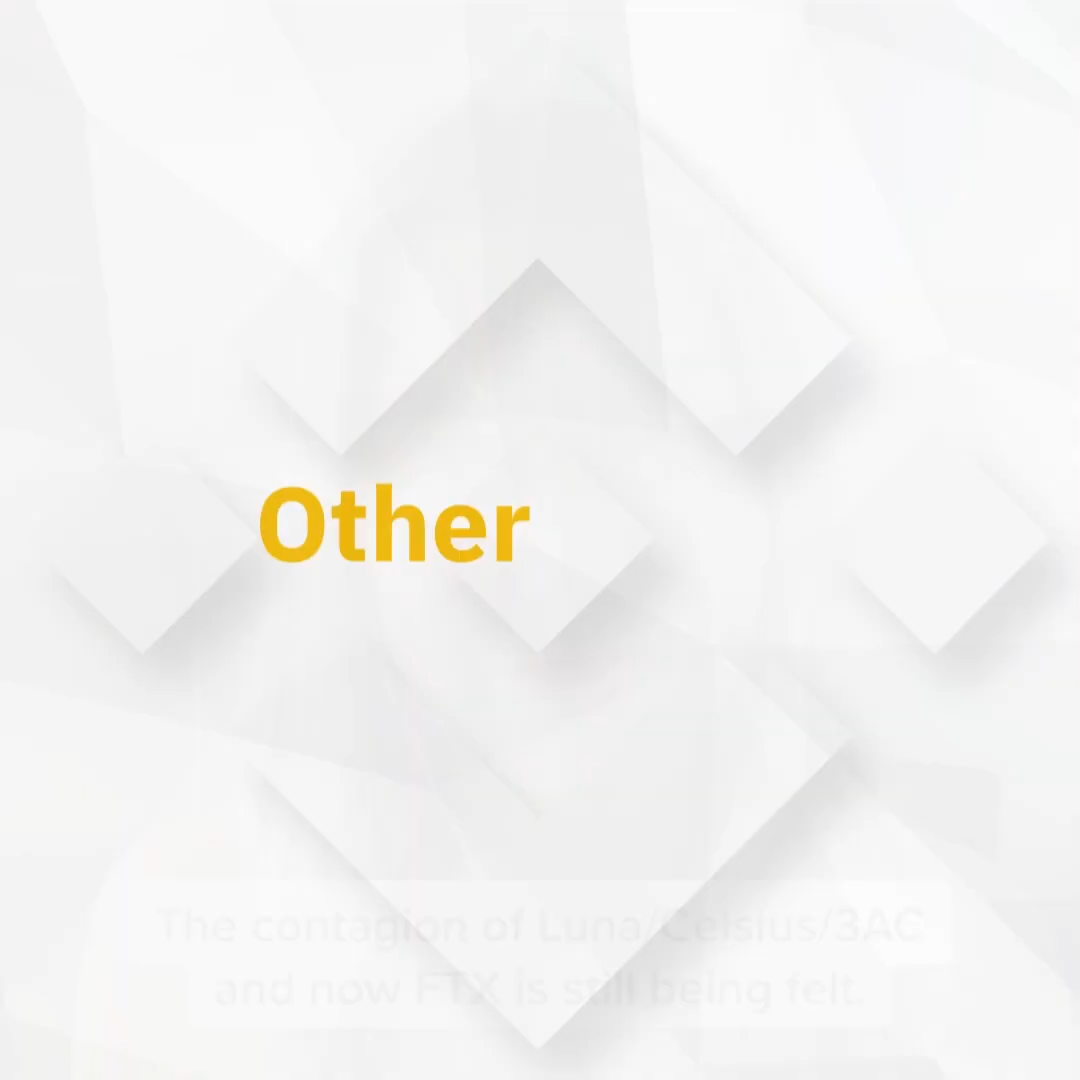 Other
The contagion of Luna/Celsius/3AC
and now FTX is still being felt.